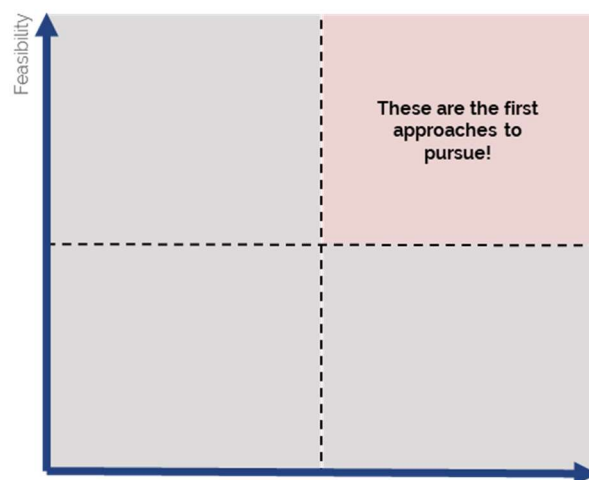 Feasibility
These are the first
approaches to
pursue!